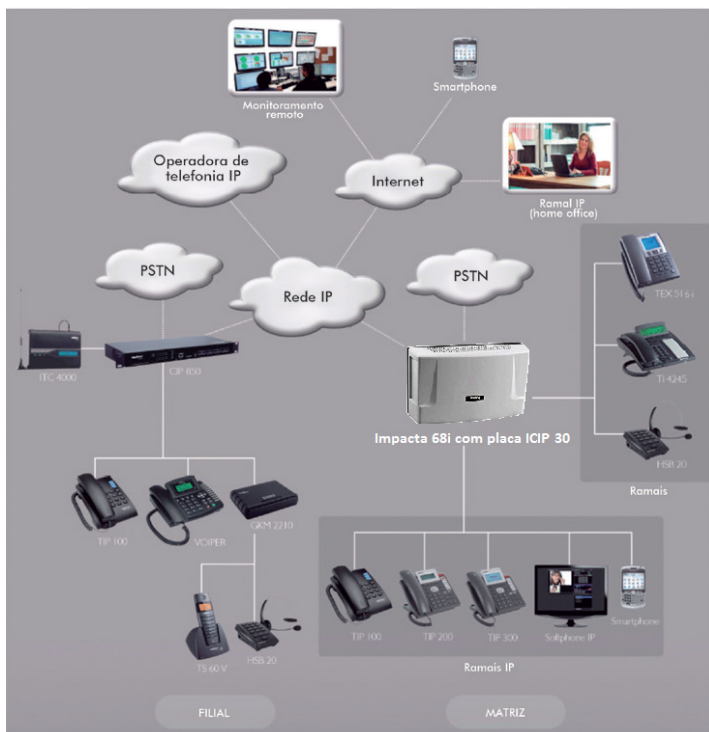 Monitoramento
remoto
Smartphone
Operadora de
telefonia IP
Internet
Ramal IP
(home office)
PSTN
PSTN
Rede IP
TEX 516 i
ITC 4000
CIP 850
TI 4245
Impacta 68i com placa ICIP 30
HSB 20
Ramais
TIP 100
VOIPER
GKM 2210
TS 60 V
HSB 20
TIP 100
TIP 200
TIP 300
Softphone IP
Smartphone
Ramais IP
FILIAL
MATRIZ